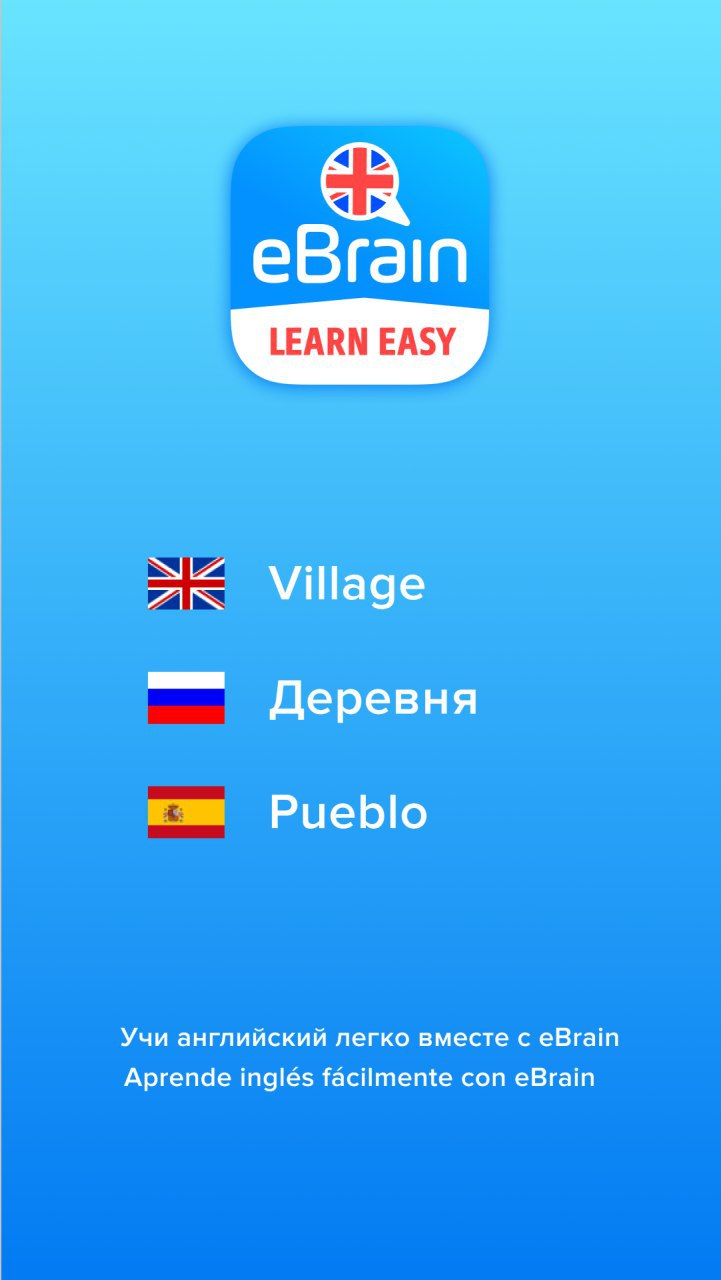 eBrain
LEARN EASY
Village
Деревня
Pueblo
Учи английский легко вместе с eBrain
Aprende inglés fácilmente con eBrain